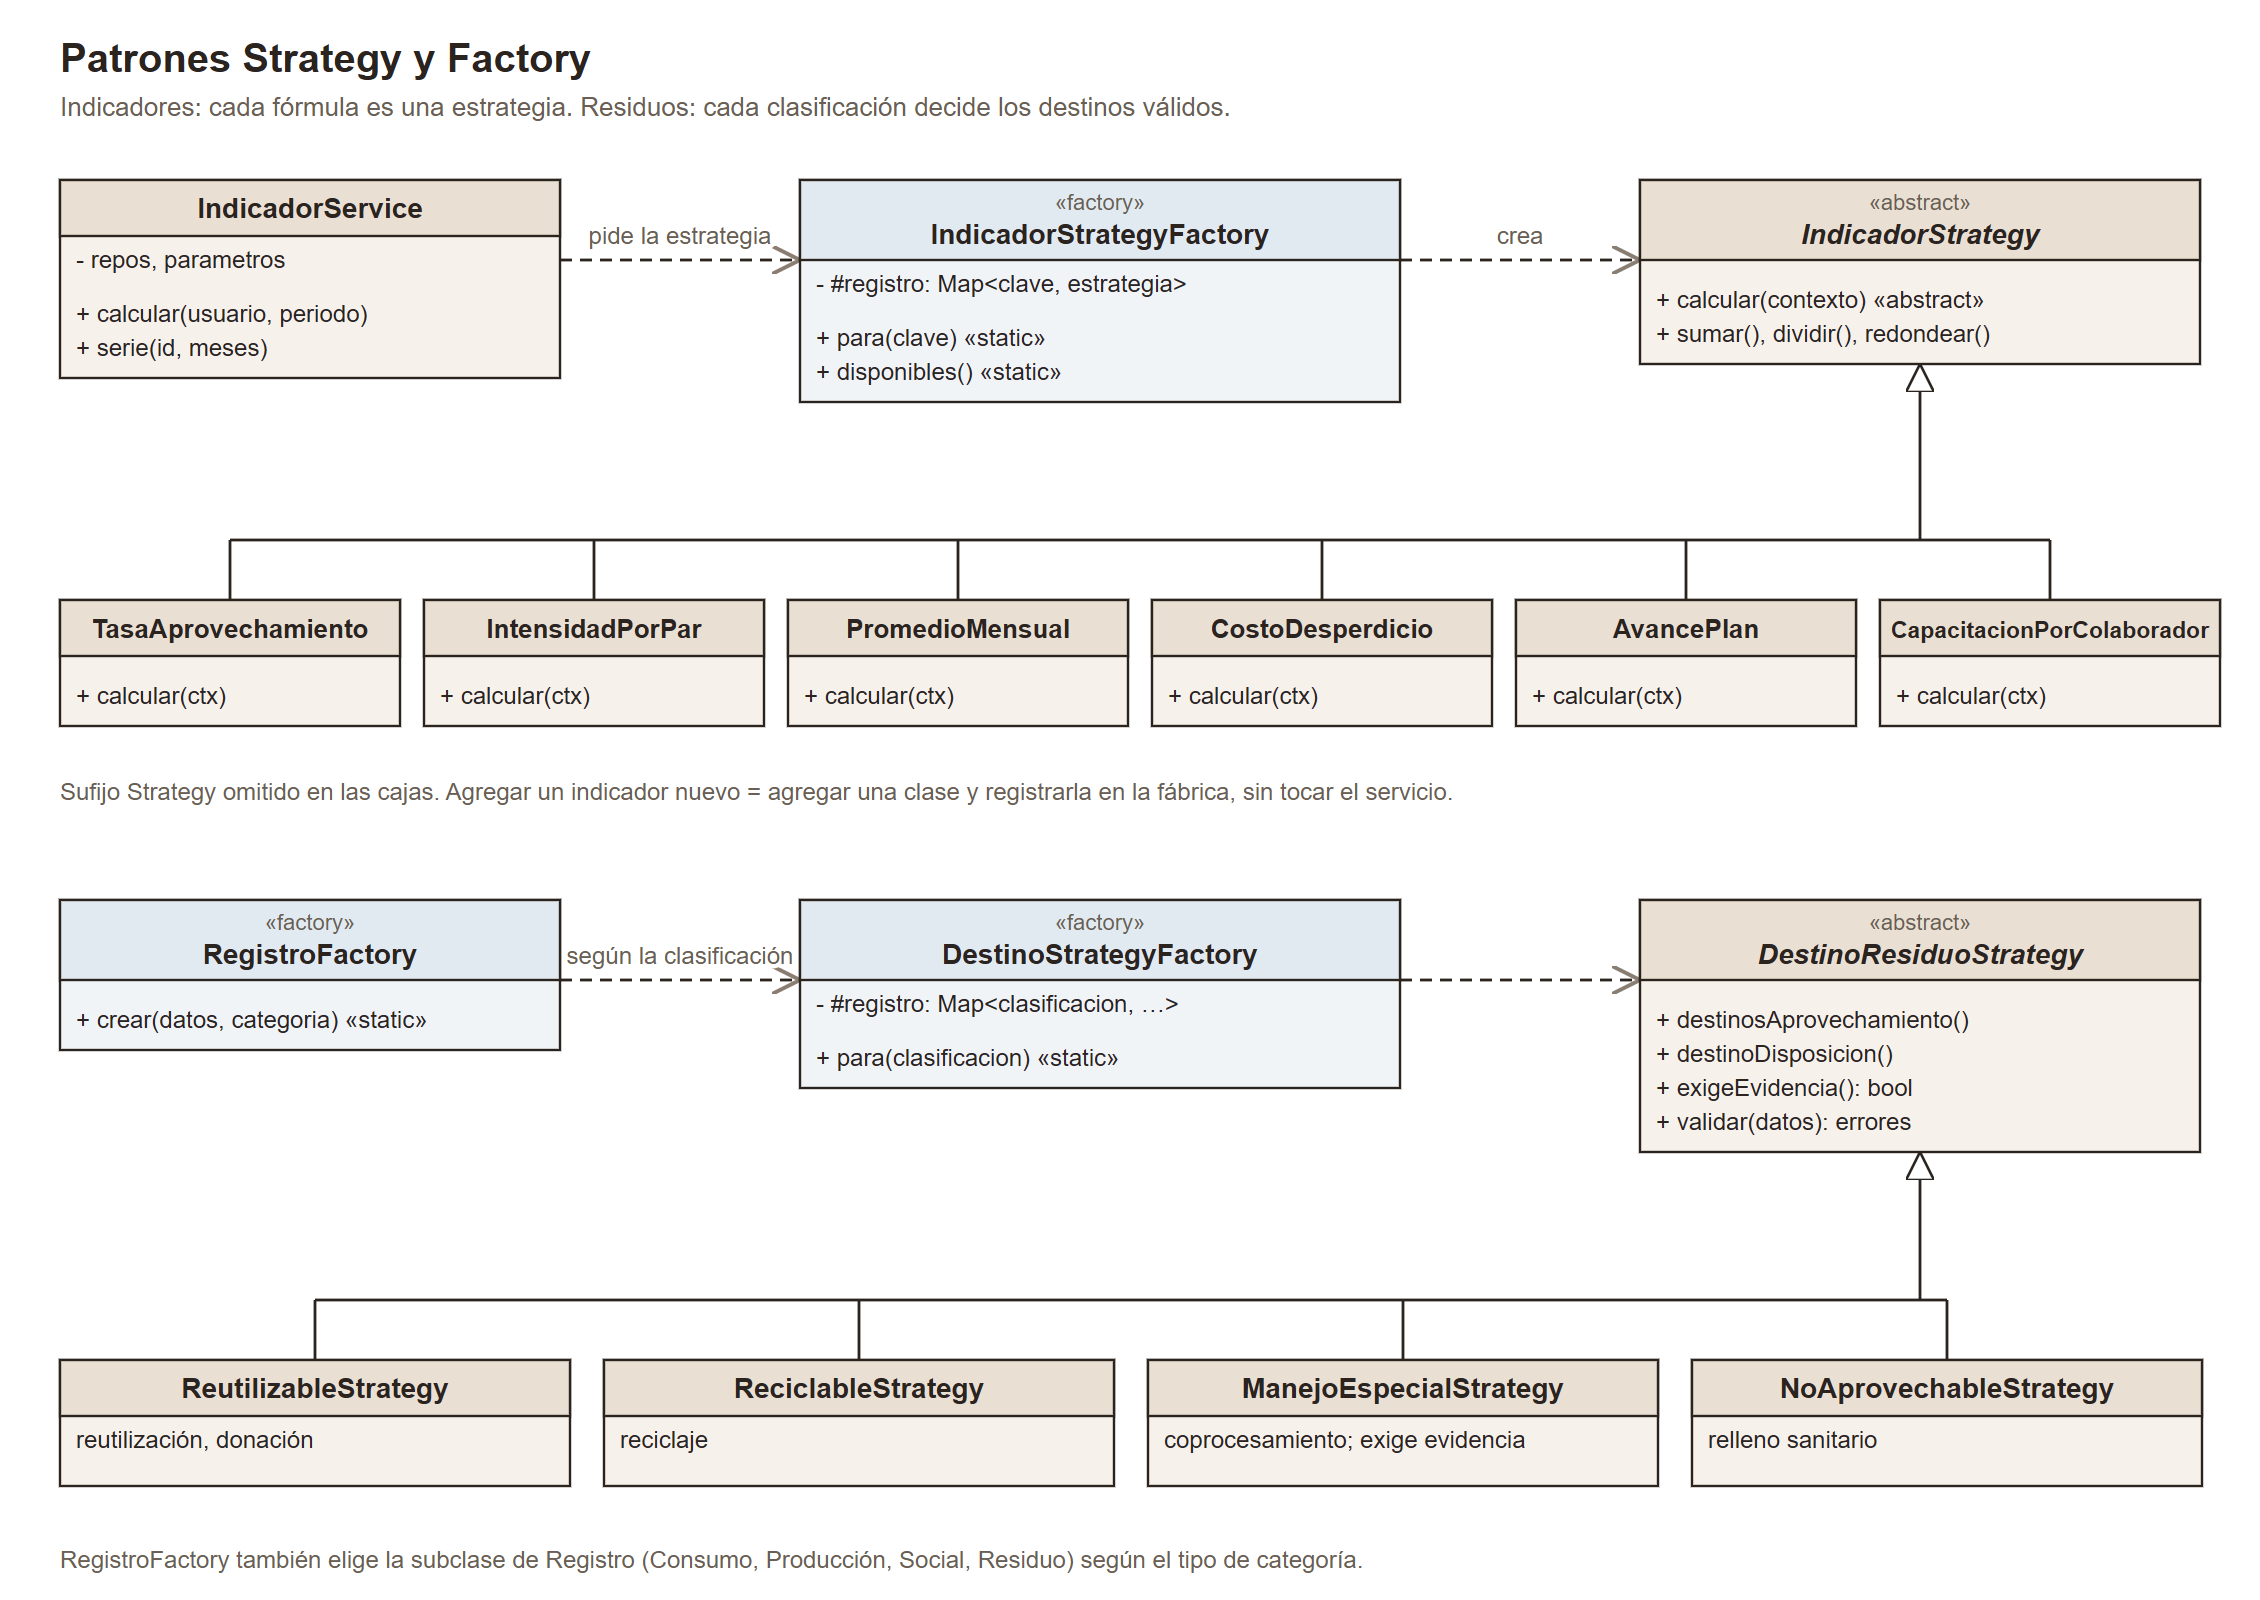 Patrones Strategy y Factory
Indicadores: cada fórmula es una estrategia. Residuos: cada clasificación decide los destinos válidos.
IndicadorService
- repos, parametros
+ calcular(usuario, periodo)
+ serie(id, meses)
pide la estrategia
«factory»
IndicadorStrategyFactory
- #registro: Map<clave, estrategia>
+ para(clave) «static»
+ disponibles() «static»
crea
«abstract»
IndicadorStrategy
+ calcular(contexto) «abstract»
+ sumar(), dividir(), redondear()
TasaAprovechamiento
+ calcular(ctx)
IntensidadPorPar
+ calcular(ctx)
PromedioMensual
+ calcular(ctx)
CostoDesperdicio
+ calcular(ctx)
AvancePlan
+ calcular(ctx)
CapacitacionPorColaborador
+ calcular(ctx)
Sufijo Strategy omitido en las cajas. Agregar un indicador nuevo = agregar una clase y registrarla en la fábrica, sin tocar el servicio.
«factory»
RegistroFactory
+ crear(datos, categoria) «static»
según la clasificación
«factory»
DestinoStrategyFactory
- #registro: Map<clasificacion, …>
+ para(clasificacion) «static»
«abstract»
DestinoResiduoStrategy
+ destinosAprovechamiento()
+ destinoDisposicion()
+ exigeEvidencia(): bool
+ validar(datos): errores
ReutilizableStrategy
reutilización, donación
ReciclableStrategy
reciclaje
ManejoEspecialStrategy
coprocesamiento; exige evidencia
NoAprovechableStrategy
relleno sanitario
RegistroFactory también elige la subclase de Registro (Consumo, Producción, Social, Residuo) según el tipo de categoría.